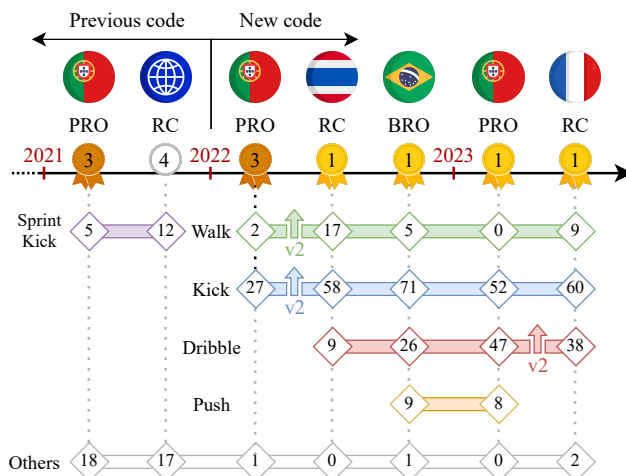 Previous code New code
PRO RC PRO RC BRO PRO RC
2021 3 4 2022 3 1 1 2023 1 1
Sprint
Kick 5 12 Walk 2 17 5 0 9
v2
Kick 27 58 71 52 60
v2
Dribble 9 26 47 38
v2
Push 9 8
Others 18 17 1 0 1 0 2